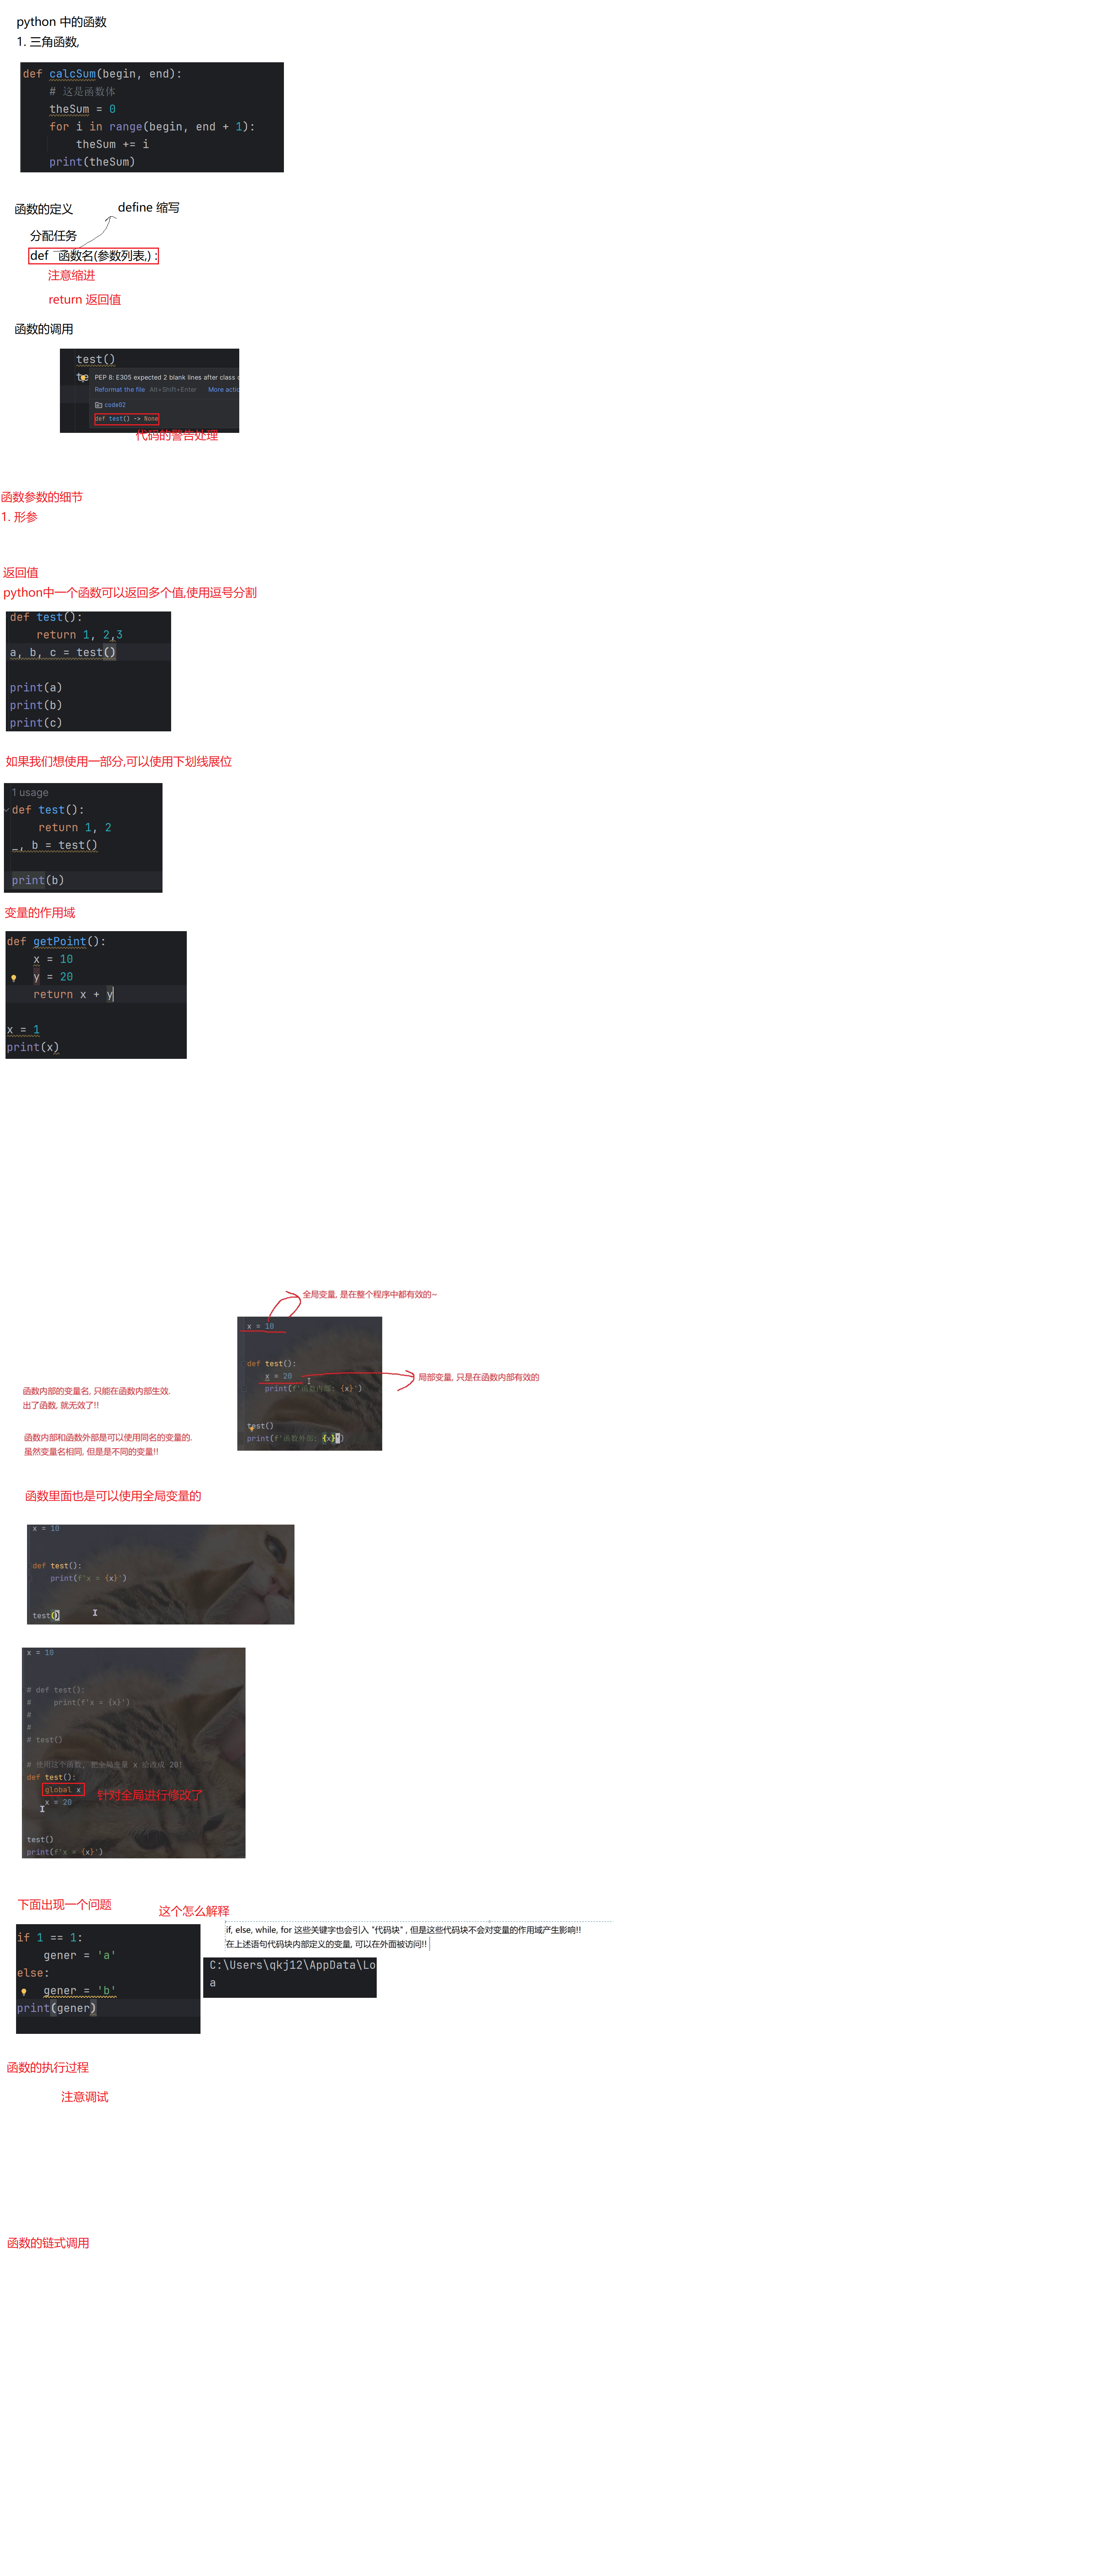 python 中的函数
1. 三角函数,
def calcSum(begin, end):
# 这是函数体
theSum = 0
for i in range(begin, end + 1):
theSum += i
print(theSum)
函数的定义
define 缩写
分配任务
def 函数名(参数列表,) :
注意缩进
return 返回值
函数的调用
test()
te
PEP 8: E305 expected 2 blank lines after class
Reformat the file Alt+Shift+Enter More actic
code02
def test() -> None
代码的警告处理
函数参数的细节
1. 形参
返回值
python中一个函数可以返回多个值,使用逗号分割
def test():
return 1, 2,3
a, b, c = test()
print(a)
print(b)
print(c)
如果我们想使用一部分,可以使用下划线展位
1 usage
def test():
return 1, 2
_, b = test()
print(b)
变量的作用域
def getPoint():
x = 10
y = 20
return x + y
x = 1
print(x)
全局变量, 是在整个程序中都有效的~
x = 10
def test():
x = 20
局部变量, 只是在函数内部有效的
print(f'函数内部: {x}')
函数内部的变量名, 只能在函数内部生效.
出了函数, 就无效了!!
test()
print(f'函数外部: {x}')
函数内部和函数外部是可以使用同名的变量的.
虽然变量名相同, 但是是不同的变量!!
函数里面也是可以使用全局变量的
x = 10
def test():
print(f'x = {x}')
test()
x = 10
# def test():
#     print(f'x = {x}')
#
#
# test()
# 使用这个函数, 把全局变量 x 给改成 20!
def test():
global x
针对全局进行修改了
x = 20
test()
print(f'x = {x}')
下面出现一个问题
这个怎么解释
if 1 == 1:
gener = 'a'
else:
gener = 'b'
print(gener)
if, else, while, for 这些关键字也会引入 "代码块" , 但是这些代码块不会对变量的作用域产生影响!!
在上述语句代码块内部定义的变量, 可以在外面被访问!!
C:\Users\qkj12\AppData\Lo
a
函数的执行过程
注意调试
函数的链式调用